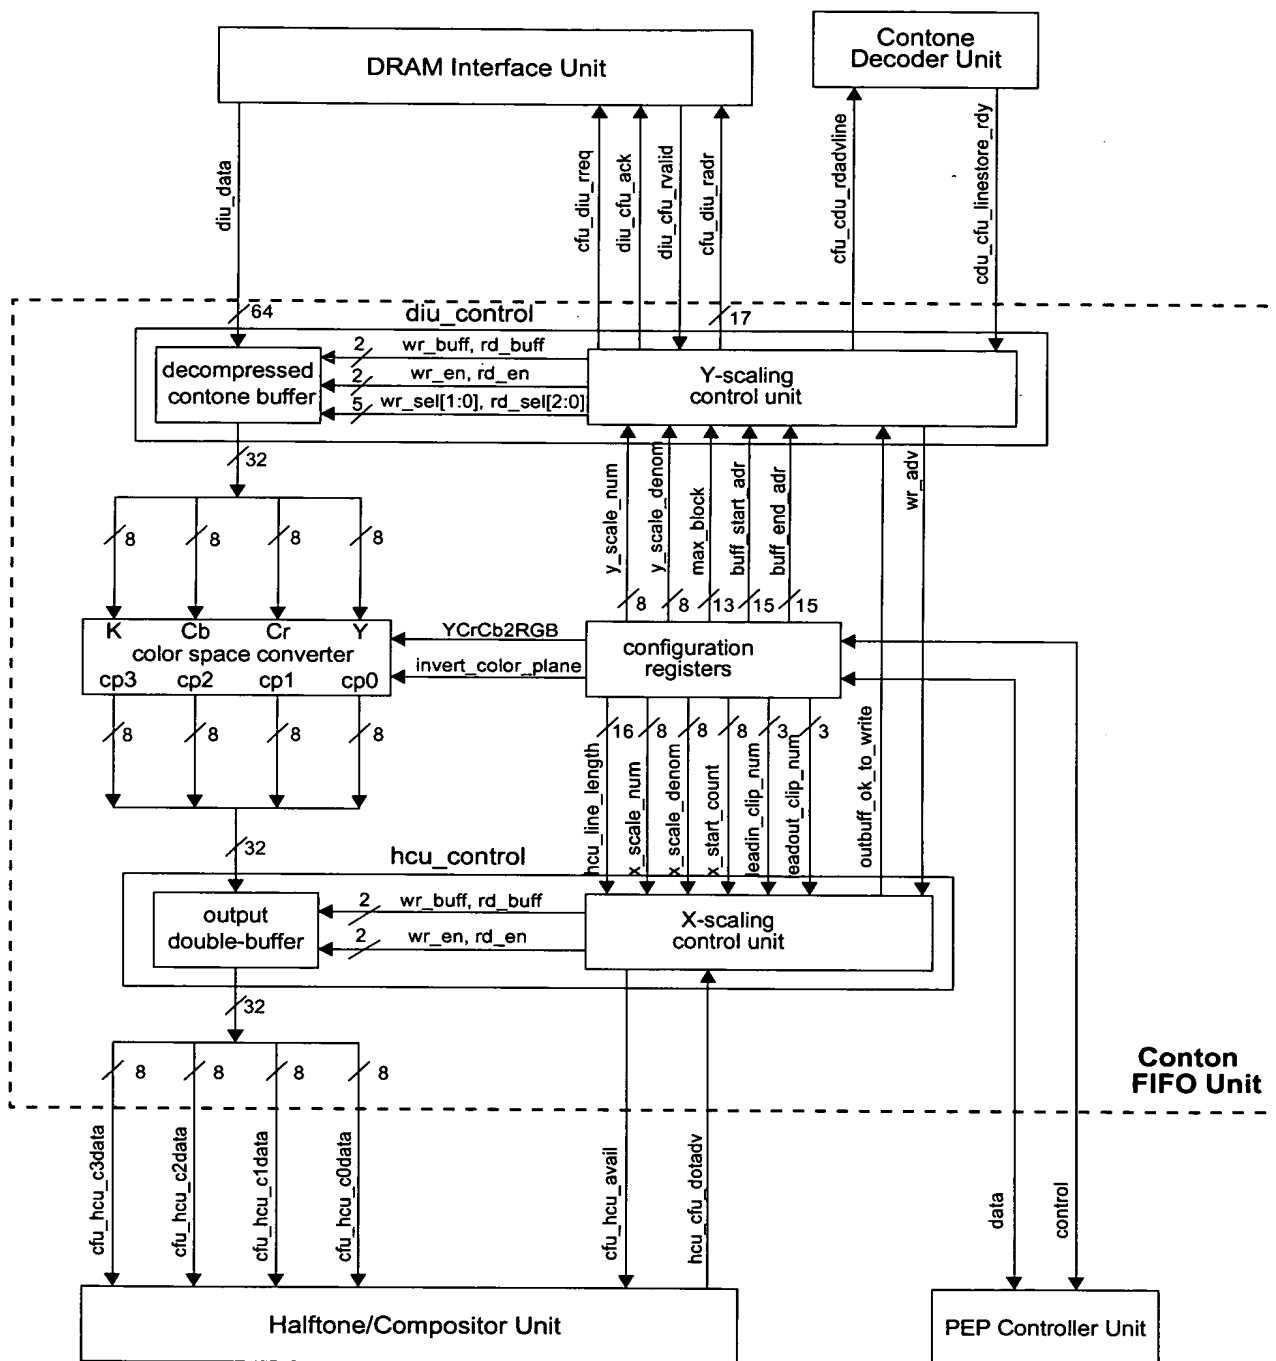 DRAM Interface Unit
Contone
Decoder Unit
diu_data
cfu_diu_rreq
diu_cfu_ack
diu_cfu_rvalid
cfu_diu_radr
cfu_cdu_rdadvline
cdu_cfu_linestore_rdy
64
diu_control
17
decompressed
contone buffer
2
wr_buff, rd_buff
2
wr_en, rd_en
5
wr_sel[1:0], rd_sel[2:0]
Y-scaling
control unit
32
8
8
8
8
y_scale_num
y_scale_denom
max_block
buff_start_adr
buff_end_adr
wr_adv
8
8
13
15
15
K
Cb
Cr
Y
color space converter
cp3
cp2
cp1
cp0
YCrCb2RGB
invert_color_plane
configuration
registers
8
8
8
8
16
8
8
8
3
3
hcu_line_length
x_scale_num
x_scale_denom
x_start_count
leadin_clip_num
leadout_clip_num
outbuff_ok_to_write
32
hcu_control
output
double-buffer
2
wr_buff, rd_buff
2
wr_en, rd_en
X-scaling
control unit
32
8
8
8
8
Conton
FIFO Unit
cfu_hcu_c3data
cfu_hcu_c2data
cfu_hcu_c1data
cfu_hcu_c0data
cfu_hcu_avail
hcu_cfu_dotadv
data
control
Halftone/Compositor Unit
PEP Controller Unit